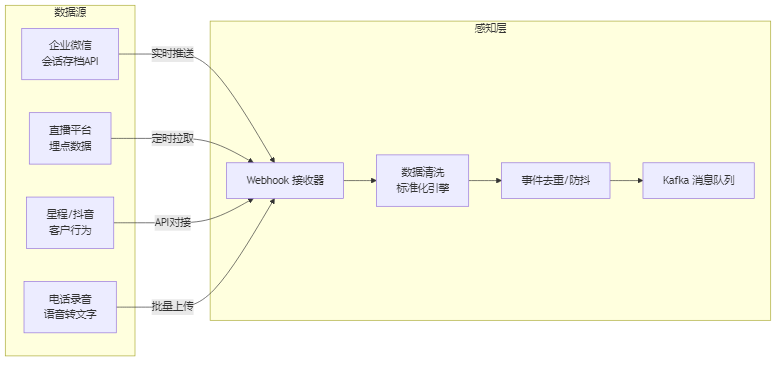 数据源
企业微信
会话存档API
直播平台
埋点数据
星程/抖音
客户行为
电话录音
语音转文字
实时推送
定时拉取
API对接
批量上传
感知层
Webhook 接收器
数据清洗
标准化引擎
事件去重/防抖
Kafka 消息队列